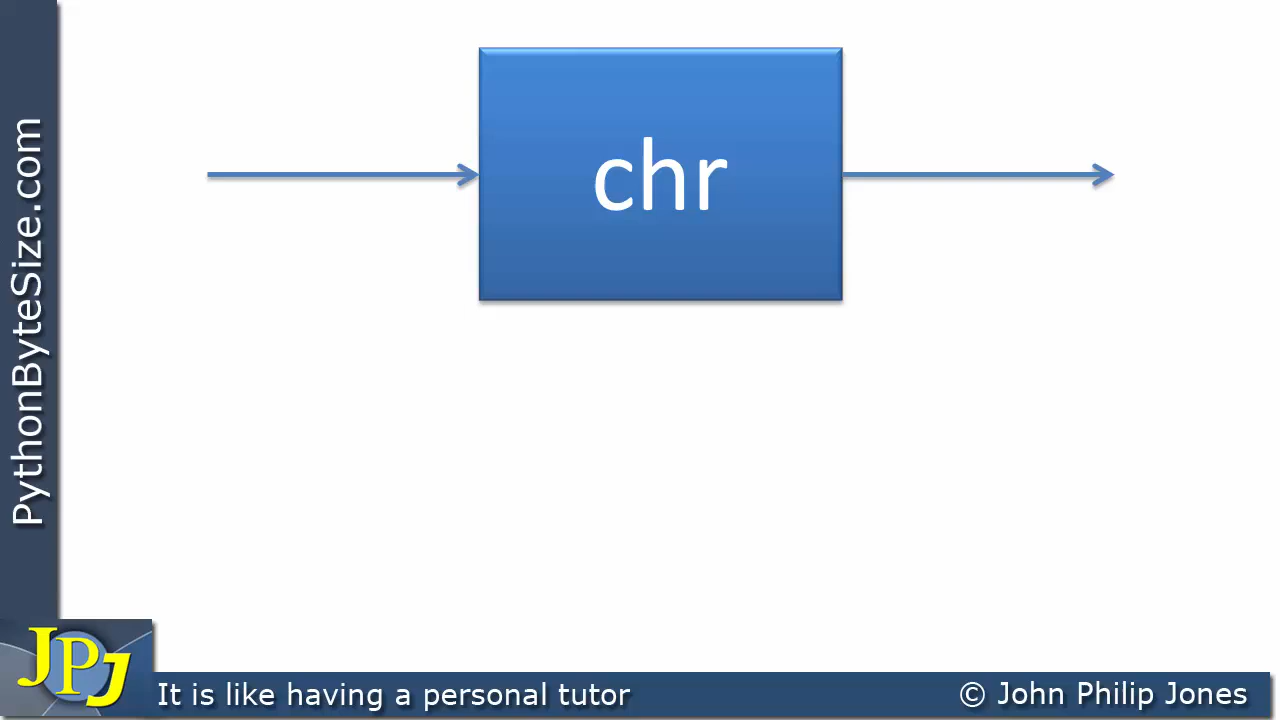 chr
PythonByteSize.com
JPJ
It is like having a personal tutor
© John Philip Jones